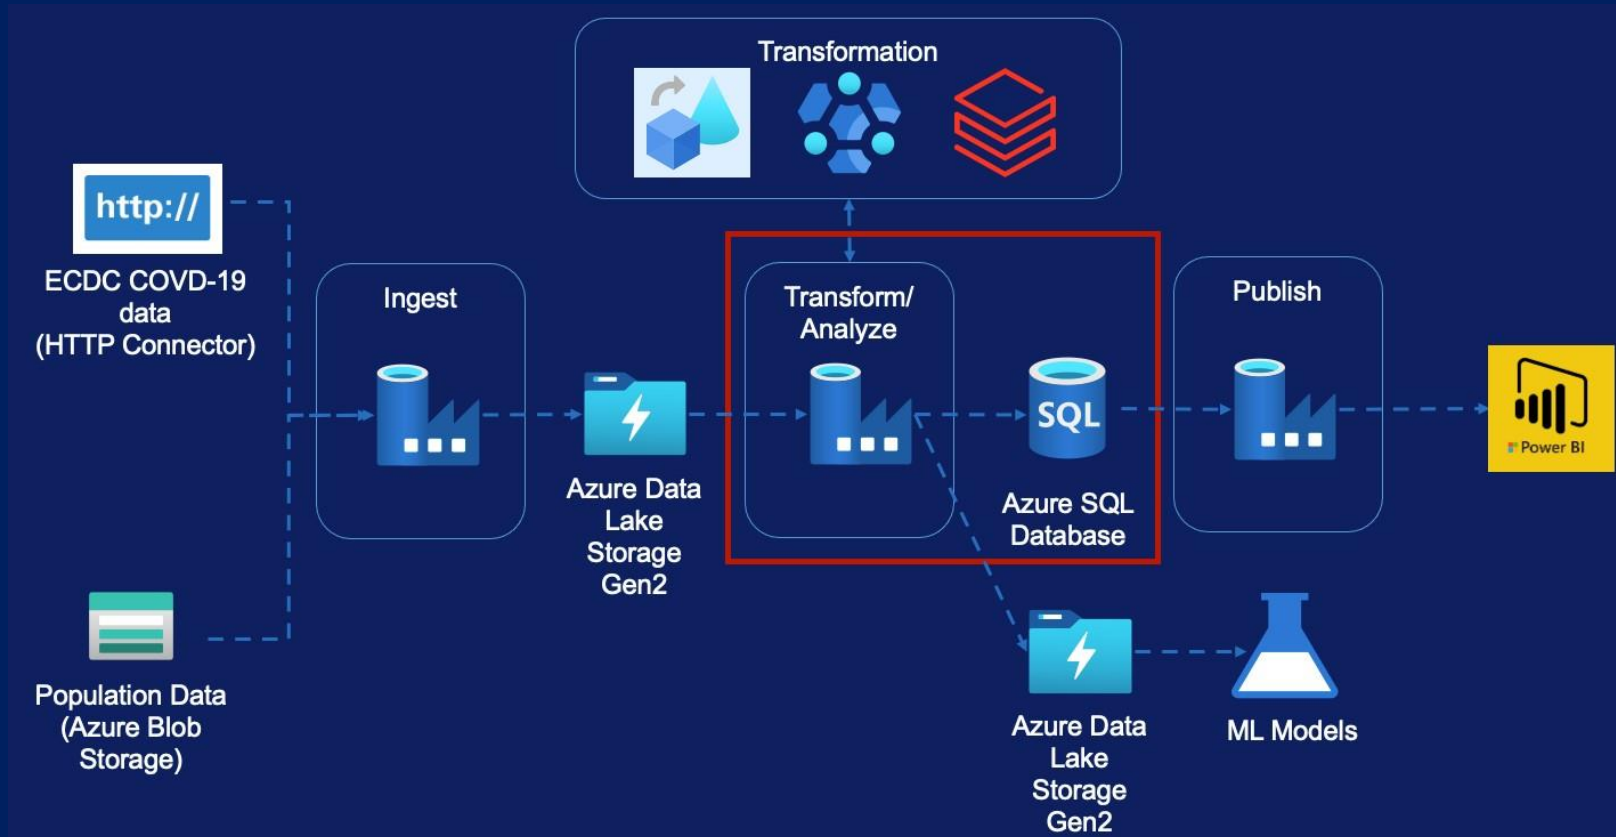 Transformation
http://
ECDC COVD-19
data
(HTTP Connector)
Ingest
Transform/
Analyze
Publish
SQL
Power BI
Azure Data
Lake
Storage
Gen2
Azure SQL
Database
Population Data
(Azure Blob
Storage)
Azure Data
Lake
Storage
Gen2
ML Models